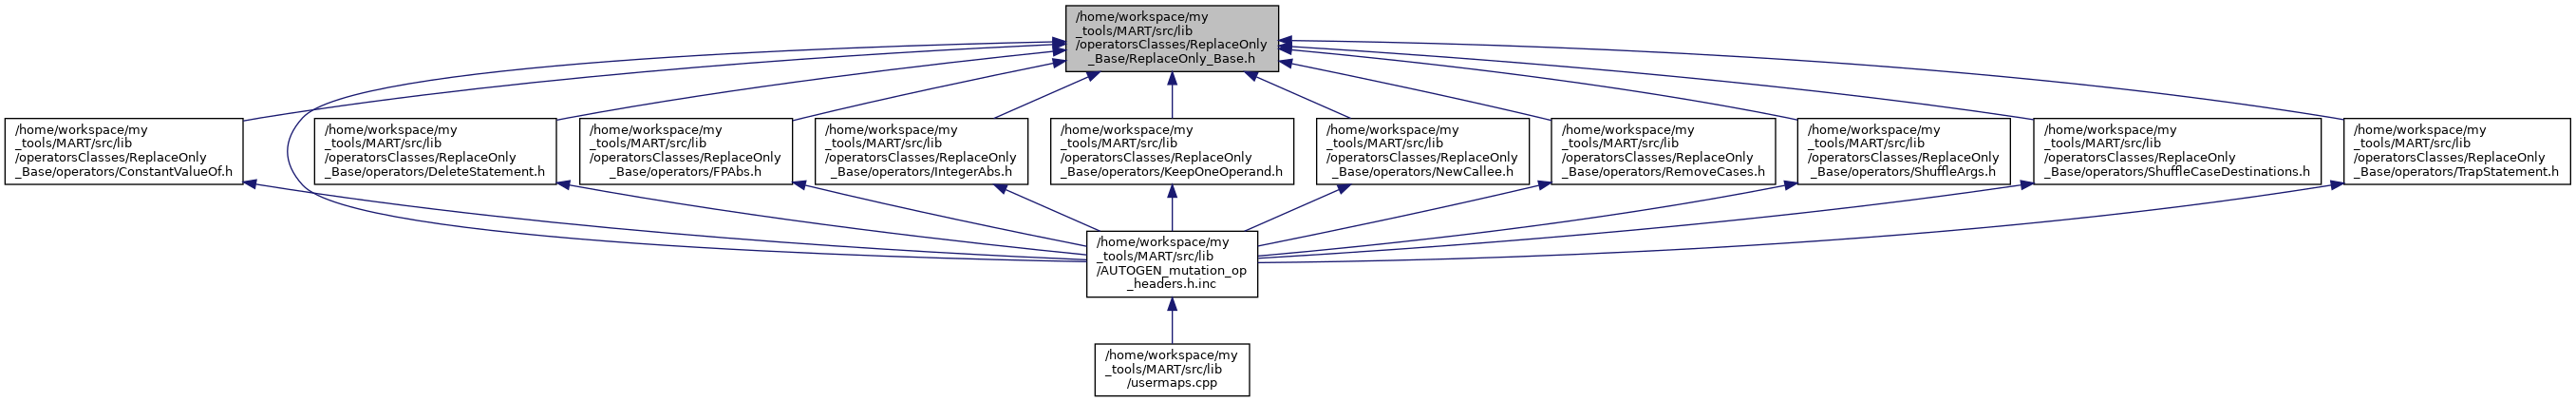 /home/workspace/my
_tools/MART/src/lib
/operatorsClasses/ReplaceOnly
_Base/ReplaceOnly_Base.h
/home/workspace/my
_tools/MART/src/lib
/operatorsClasses/ReplaceOnly
_Base/operators/ConstantValueOf.h
/home/workspace/my
_tools/MART/src/lib
/operatorsClasses/ReplaceOnly
_Base/operators/DeleteStatement.h
/home/workspace/my
_tools/MART/src/lib
/operatorsClasses/ReplaceOnly
_Base/operators/FPAbs.h
/home/workspace/my
_tools/MART/src/lib
/operatorsClasses/ReplaceOnly
_Base/operators/IntegerAbs.h
/home/workspace/my
_tools/MART/src/lib
/operatorsClasses/ReplaceOnly
_Base/operators/KeepOneOperand.h
/home/workspace/my
_tools/MART/src/lib
/operatorsClasses/ReplaceOnly
_Base/operators/NewCallee.h
/home/workspace/my
_tools/MART/src/lib
/operatorsClasses/ReplaceOnly
_Base/operators/RemoveCases.h
/home/workspace/my
_tools/MART/src/lib
/operatorsClasses/ReplaceOnly
_Base/operators/ShuffleArgs.h
/home/workspace/my
_tools/MART/src/lib
/operatorsClasses/ReplaceOnly
_Base/operators/ShuffleCaseDestinations.h
/home/workspace/my
_tools/MART/src/lib
/operatorsClasses/ReplaceOnly
_Base/operators/TrapStatement.h
/home/workspace/my
_tools/MART/src/lib
/AUTOGEN_mutation_op
_headers.h.inc
/home/workspace/my
_tools/MART/src/lib
/usermaps.cpp